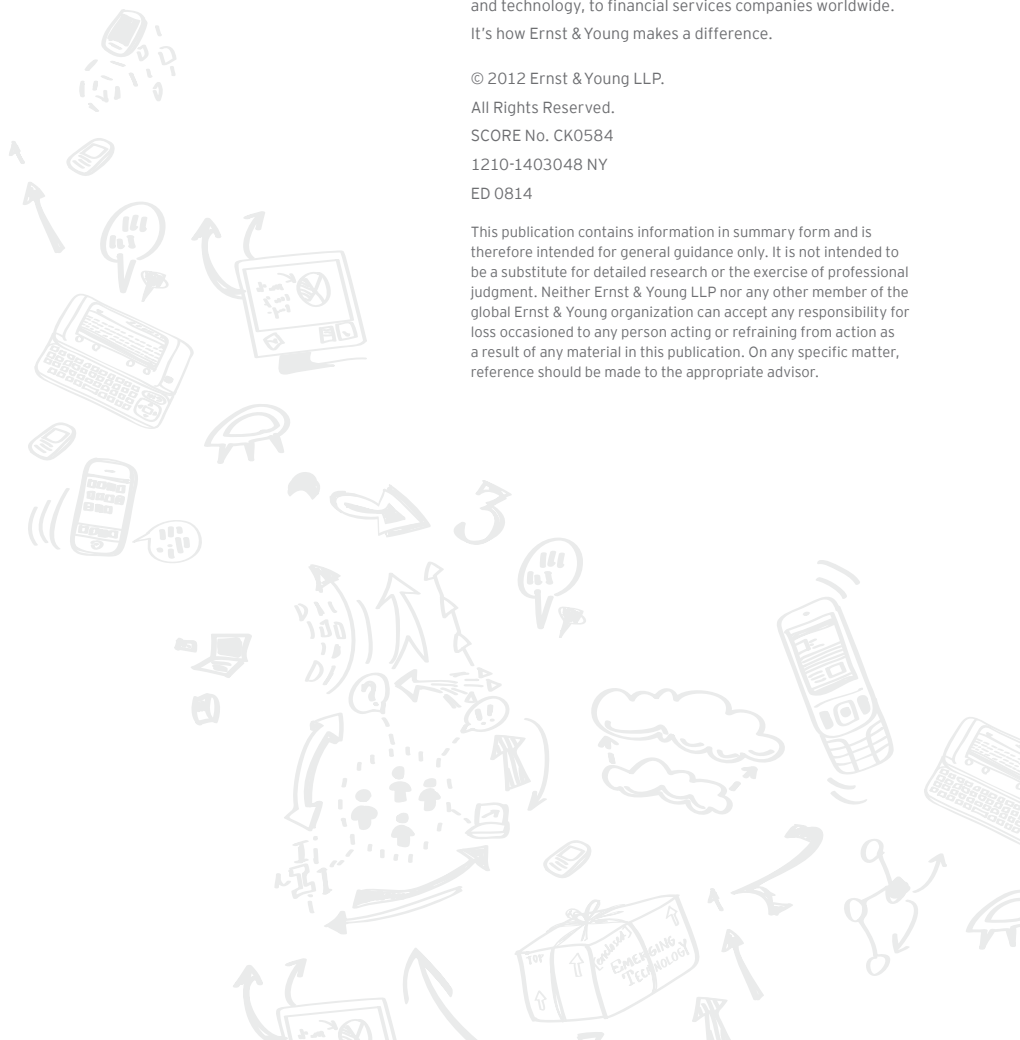 and technology, to financial services companies worldwide.
It's how Ernst & Young makes a difference.
© 2012 Ernst & Young LLP.
All Rights Reserved.
SCORE No. CK0584
1210-1403048 NY
ED 0814
This publication contains information in summary form and is
therefore intended for general guidance only. It is not intended to
be a substitute for detailed research or the exercise of professional
judgment. Neither Ernst & Young LLP nor any other member of the
global Ernst & Young organization can accept any responsibility for
loss occasioned to any person acting or refraining from action as
a result of any material in this publication. On any specific matter,
reference should be made to the appropriate advisor.
3
?
!!
TOP
EMERGING
TECHNOLOGY